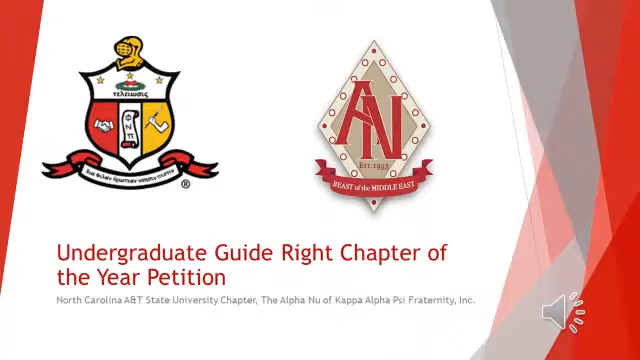 τελειωσις
Φ
Ν
Π
®
AN
Est.1933
BEAST of the MIDDLE EAST
Undergraduate Guide Right Chapter of
the Year Petition
North Carolina A&T State University Chapter, The Alpha Nu of Kappa Alpha Psi Fraternity, Inc.